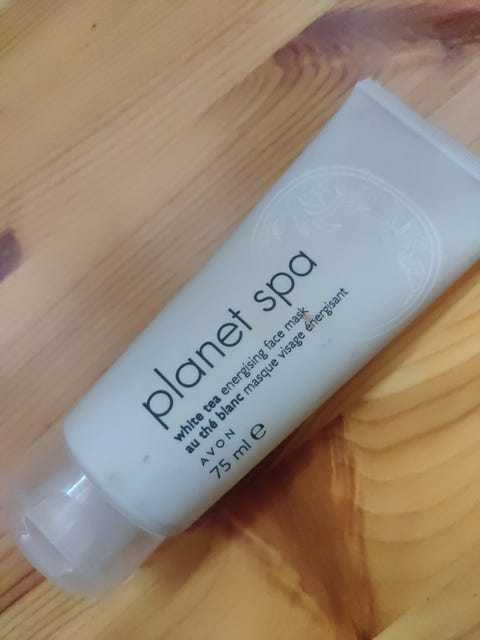 planet spa
white tea energising face mask
au thé blanc masque visage énergisant
AVON
75 ml ℮